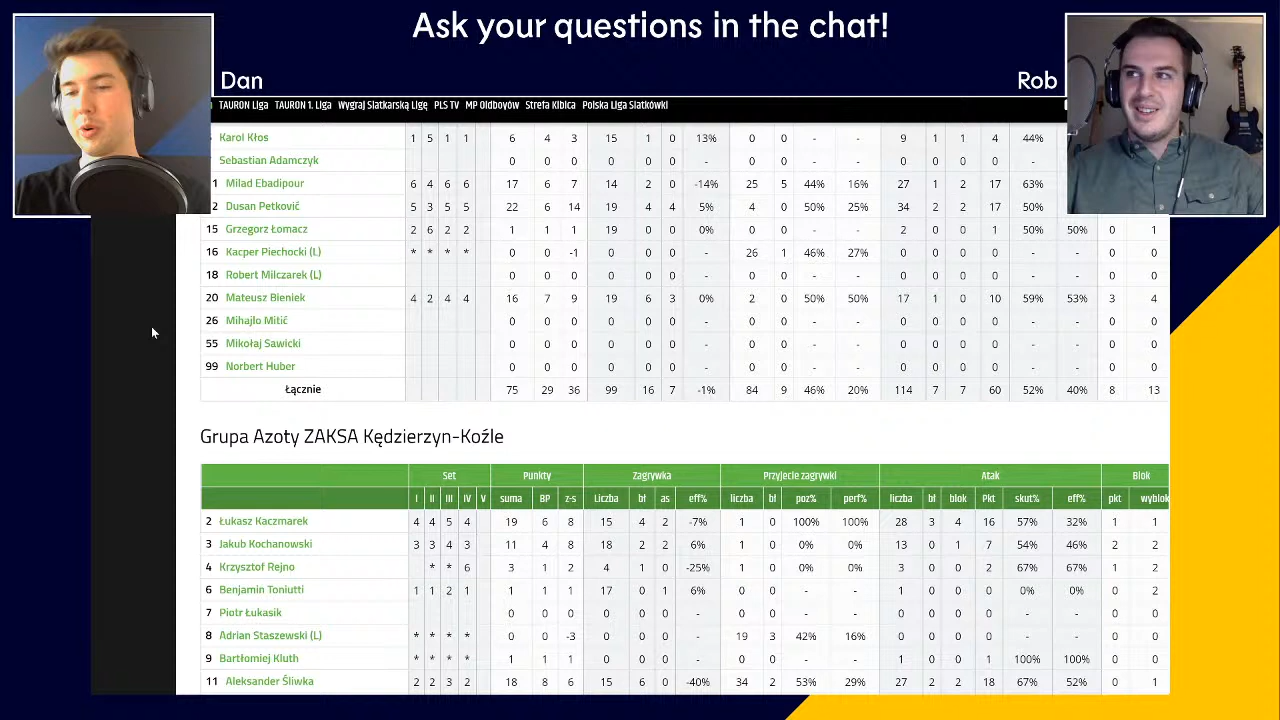 Ask your questions in the chat!
Dan Rob
TAURON Liga TAURON 1. Liga Wygraj Siatkarską Ligę PLS TV MP Oldboyów Strefa Kibica Polska Liga Siatkówki
Karol Kłos 1 5 1 1 6 4 3 15 1 0 13% 0 0 - - 9 1 1 4 44%
Sebastian Adamczyk 0 0 0 0 0 0 - 0 0 - - 0 0 0 0 -
1 Milad Ebadipour 6 4 6 6 17 6 7 14 2 0 -14% 25 5 44% 16% 27 1 2 17 63%
2 Dusan Petković 5 3 5 5 22 6 14 19 4 4 5% 4 0 50% 25% 34 2 2 17 50%
15 Grzegorz Łomacz 2 6 2 2 1 1 1 19 0 0 0% 0 0 - - 2 0 0 1 50% 50% 0 1
16 Kacper Piechocki (L) * * * * 0 0 -1 0 0 0 - 26 1 46% 27% 0 0 0 0 - - 0 0
18 Robert Milczarek (L) 0 0 0 0 0 0 - 0 0 - - 0 0 0 0 - - 0 0
20 Mateusz Bieniek 4 2 4 4 16 7 9 19 6 3 0% 2 0 50% 50% 17 1 0 10 59% 53% 3 4
26 Mihajlo Mitić 0 0 0 0 0 0 - 0 0 - - 0 0 0 0 - - 0 0
55 Mikołaj Sawicki 0 0 0 0 0 0 - 0 0 - - 0 0 0 0 - - 0 0
99 Norbert Huber 0 0 0 0 0 0 - 0 0 - - 0 0 0 0 - - 0 0
Łącznie 75 29 36 99 16 7 -1% 84 9 46% 20% 114 7 7 60 52% 40% 8 13
Grupa Azoty ZAKSA Kędzierzyn-Koźle
Set Punkty Zagrywka Przyjęcie zagrywki Atak Blok
I II III IV V suma BP z-s Liczba bł as eff% liczba bł poz% perf% liczba bł blok Pkt skut% eff% pkt wyblok
2 Łukasz Kaczmarek 4 4 5 4 19 6 8 15 4 2 -7% 1 0 100% 100% 28 3 4 16 57% 32% 1 1
3 Jakub Kochanowski 3 3 4 3 11 4 8 18 2 2 6% 1 0 0% 0% 13 0 1 7 54% 46% 2 2
4 Krzysztof Rejno * * 6 3 1 2 4 1 0 -25% 1 0 0% 0% 3 0 0 2 67% 67% 1 2
6 Benjamin Toniutti 1 1 2 1 1 1 1 17 0 1 6% 0 0 - - 1 0 0 0 0% 0% 0 2
7 Piotr Łukasik 0 0 0 0 0 0 - 0 0 - - 0 0 0 0 - - 0 0
8 Adrian Staszewski (L) * * * * 0 0 -3 0 0 0 - 19 3 42% 16% 0 0 0 0 - - 0 0
9 Bartłomiej Kluth * * * * 1 1 1 0 0 0 - 0 0 - - 1 0 0 1 100% 100% 0 0
11 Aleksander Śliwka 2 2 3 2 18 8 6 15 6 0 -40% 34 2 53% 29% 27 2 2 18 67% 52% 0 1